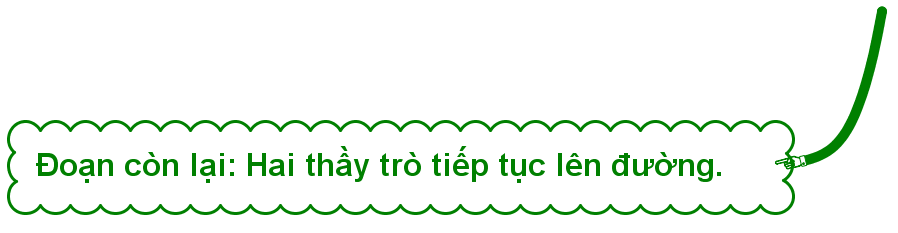 Đoạn còn lại: Hai thầy trò tiếp tục lên đường.